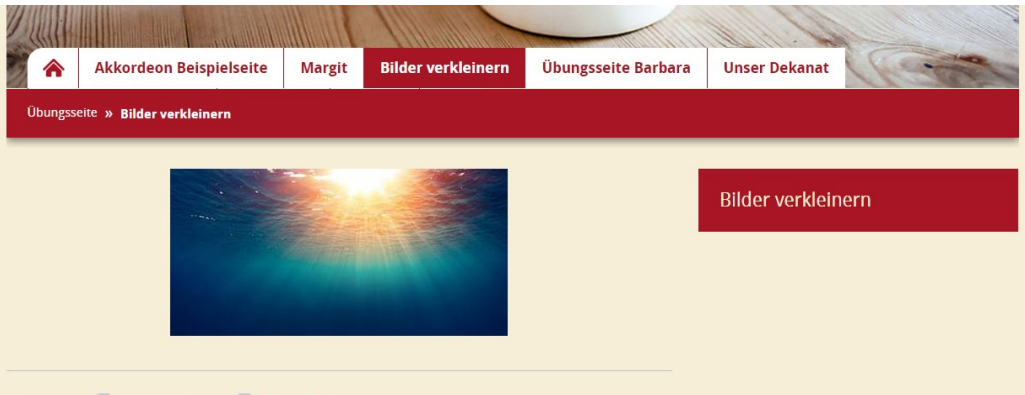 Akkordeon Beispielseite Margit Bilder verkleinern Übungsseite Barbara Unser Dekanat
Übungsseite » Bilder verkleinern
Bilder verkleinern